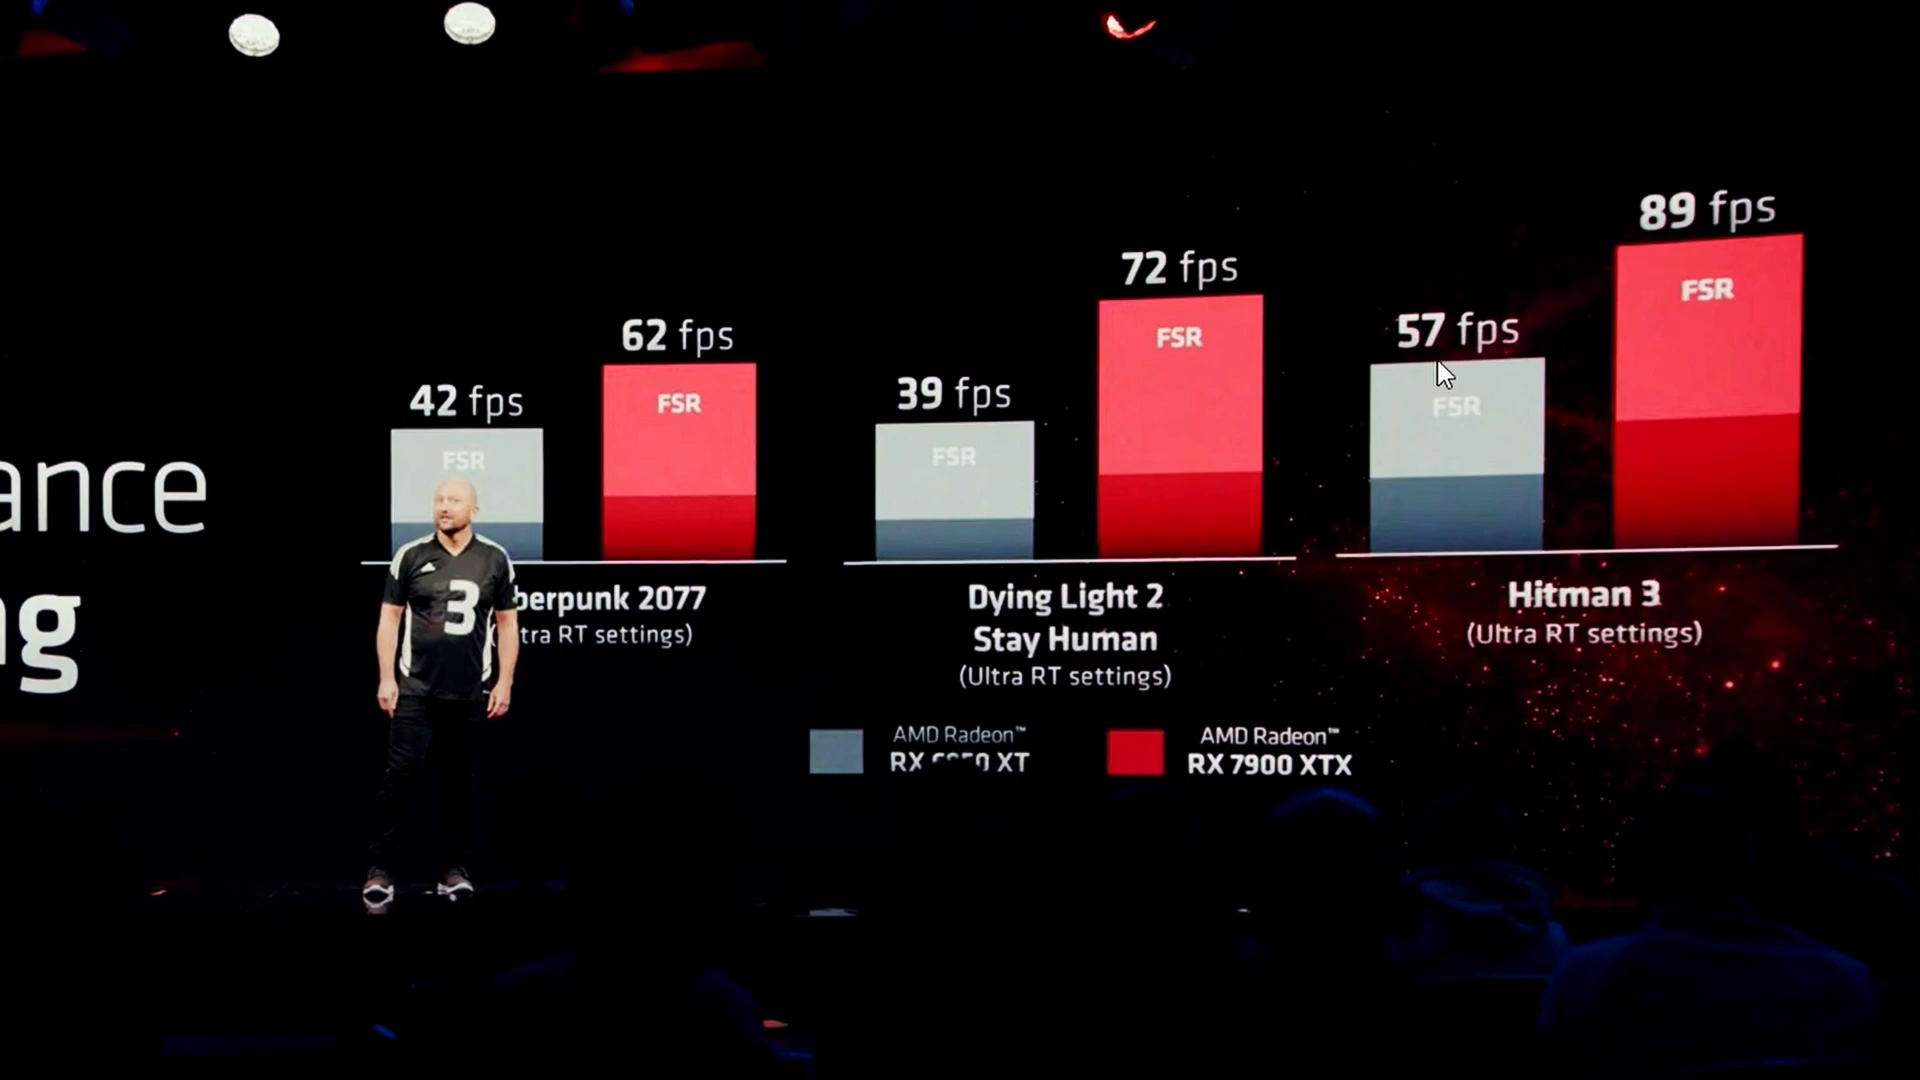 ance
g
42 fps
FSR
62 fps
FSR
39 fps
FSR
72 fps
FSR
57 fps
FSR
89 fps
FSR
3
berpunk 2077
tra RT settings)
Dying Light 2
Stay Human
(Ultra RT settings)
Hitman 3
(Ultra RT settings)
AMD Radeon™
RX XT
AMD Radeon™
RX 7900 XTX